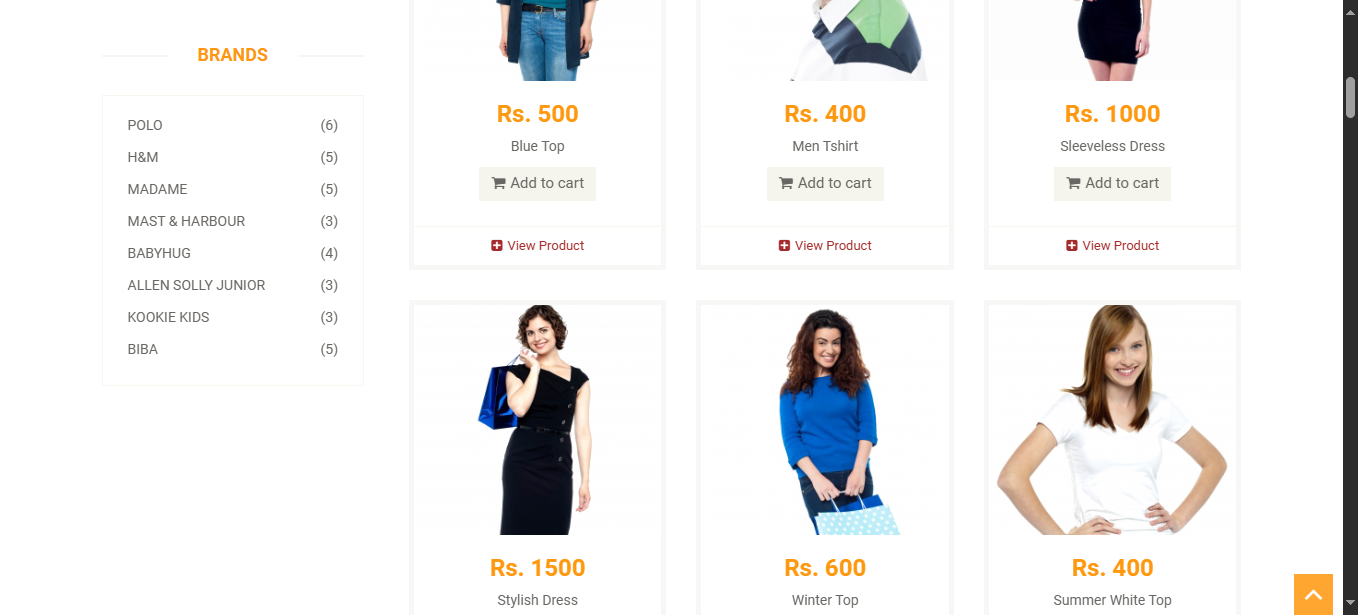 BRANDS
POLO (6)
H&M (5)
MADAME (5)
MAST & HARBOUR (3)
BABYHUG (4)
ALLEN SOLLY JUNIOR (3)
KOOKIE KIDS (3)
BIBA (5)
Rs. 500
Blue Top
Add to cart
View Product
Rs. 400
Men Tshirt
Add to cart
View Product
Rs. 1000
Sleeveless Dress
Add to cart
View Product
Rs. 1500
Stylish Dress
Rs. 600
Winter Top
Rs. 400
Summer White Top